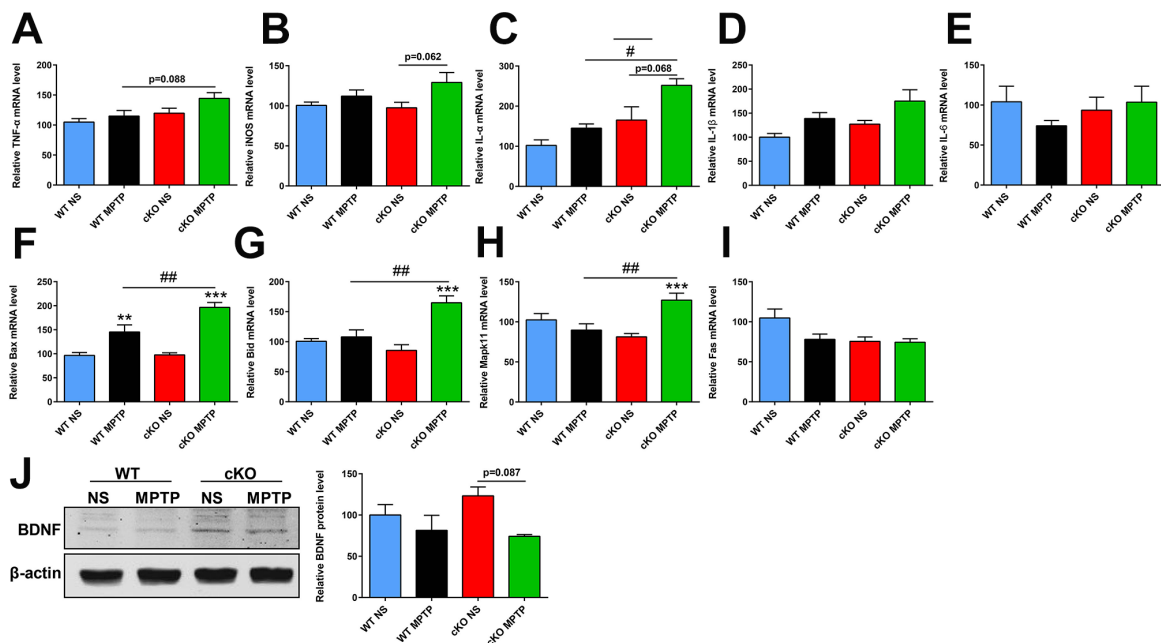 A
Relative TNF-α mRNA level
200
150
100
50
0
p=0.088
WT NS
WT MPTP
cKO NS
cKO MPTP
B
Relative iNOS mRNA level
150
100
50
0
p=0.062
WT NS
WT MPTP
cKO NS
cKO MPTP
C
Relative IL-α mRNA level
300
200
100
0
#
p=0.068
WT NS
WT MPTP
cKO NS
cKO MPTP
D
Relative IL-1β mRNA levl
250
200
150
100
50
0
WT NS
WT MPTP
cKO NS
cKO MPTP
E
Relative IL-6 mRNA level
150
100
50
0
WT NS
WT MPTP
cKO NS
cKO MPTP
F
Relative Bax mRNA level
250
200
150
100
50
0
##
**
***
WT NS
WT MPTP
cKO NS
cKO MPTP
G
Relative Bid mRNA level
200
150
100
50
0
##
***
WT NS
WT MPTP
cKO NS
cKO MPTP
H
Relative Mapk11 mRNA level
150
100
50
0
##
***
WT NS
WT MPTP
cKO NS
cKO MPTP
I
Relative Fas mRNA level
150
100
50
0
WT NS
WT MPTP
cKO NS
cKO MPTP
J
WT cKO
NS MPTP NS MPTP
BDNF
β-actin
Relative BDNF protein level
150
100
50
0
p=0.087
WT NS
WT MPTP
cKO NS
cKO MPTP